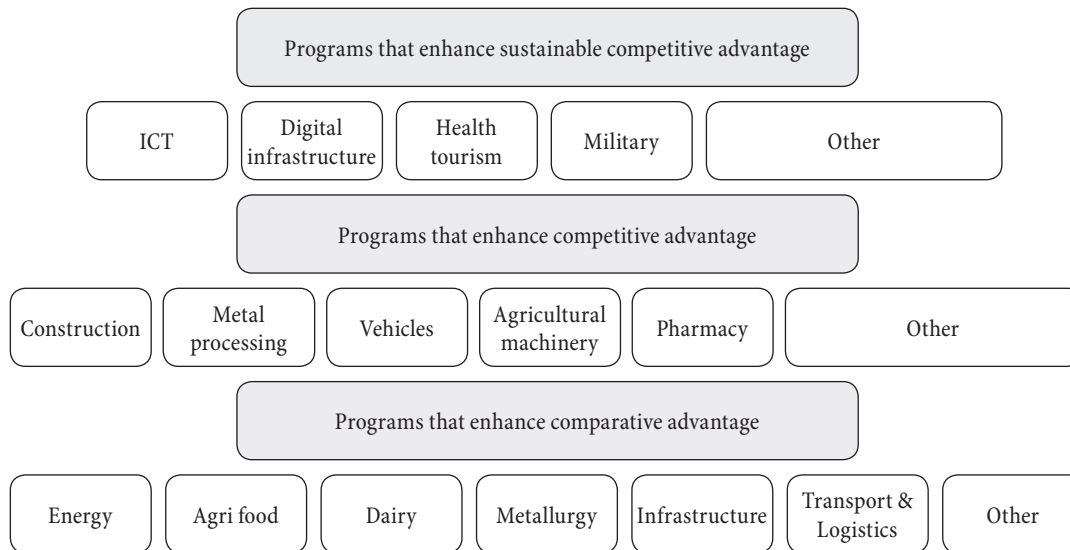 Programs that enhance sustainable competitive advantage
ICT
Digital
infrastructure
Health
tourism
Military
Other
Programs that enhance competitive advantage
Construction
Metal
processing
Vehicles
Agricultural
machinery
Pharmacy
Other
Programs that enhance comparative advantage
Energy
Agri food
Dairy
Metallurgy
Infrastructure
Transport &
Logistics
Other